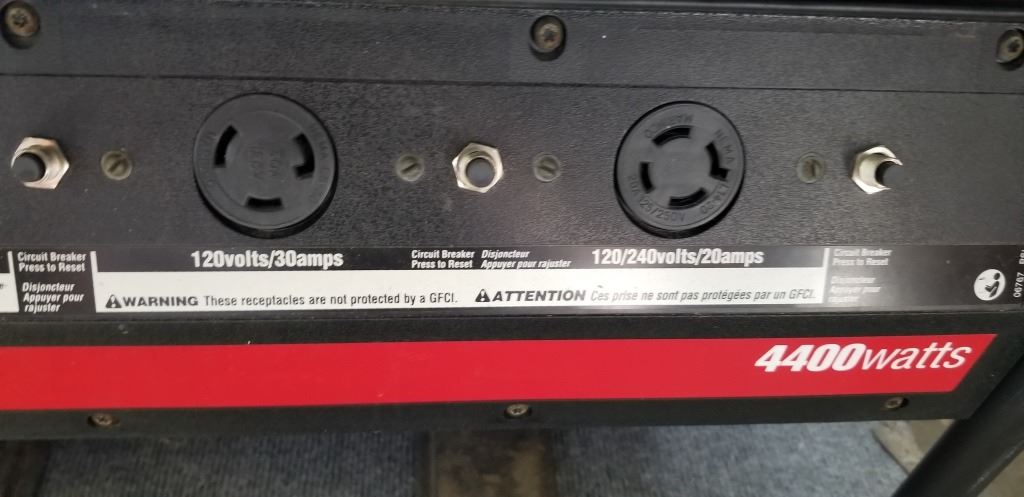 Circuit Breaker
Press to Reset
Disjoncteur
Appuyer pour
rajuster
120volts/30amps
Circuit Breaker Disjoncteur
Press to Reset Appuyer pour rajuster
120/240volts/20amps
Circuit Breaker
Press to Reset
Disjoncteur
Appuyer pour
rajuster
WARNING These receptacles are not protected by a GFCI.
ATTENTION Ces prise ne sont pas protégées par un GFCI.
4400watts